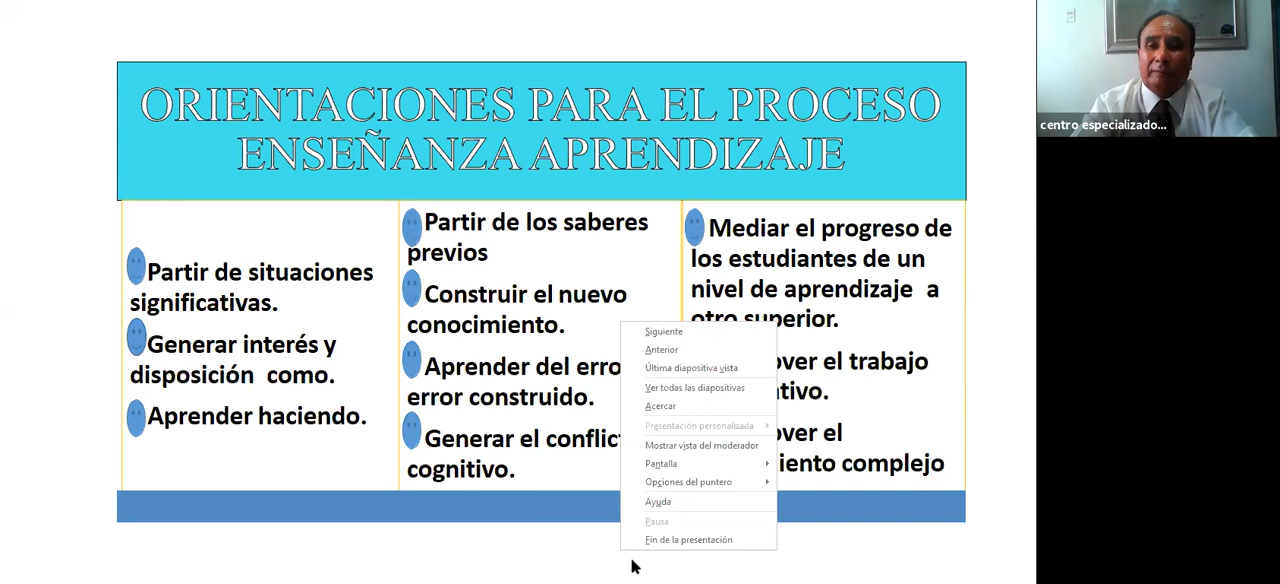 ORIENTACIONES PARA EL PROCESO
ENSEÑANZA APRENDIZAJE
Partir de situaciones
significativas.
Generar interés y
disposición como.
Aprender haciendo.
Partir de los saberes
previos
Construir el nuevo
conocimiento.
Aprender del erro
error construido.
Generar el conflic
cognitivo.
Mediar el progreso de
los estudiantes de un
nivel de aprendizaje a
otro superior.
over el trabajo
tivo.
over el
iento complejo
Siguiente
Anterior
Última diapositiva vista
Ver todas las diapositivas
Acercar
Presentación personalizada
Mostrar vista del moderador
Pantalla
Opciones del puntero
Ayuda
Pausa
Fin de la presentación
centro especializado...